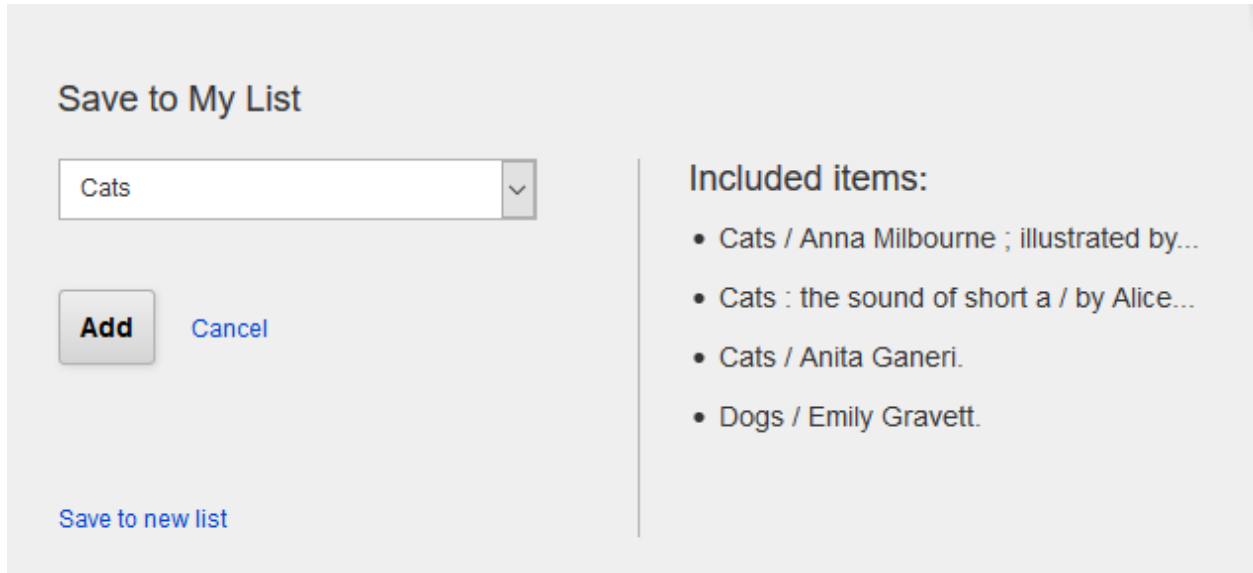 Save to My List
Cats
Add
Cancel
Save to new list
Included items:
• Cats / Anna Milbourne ; illustrated by...
• Cats : the sound of short a / by Alice...
• Cats / Anita Ganeri.
• Dogs / Emily Gravett.